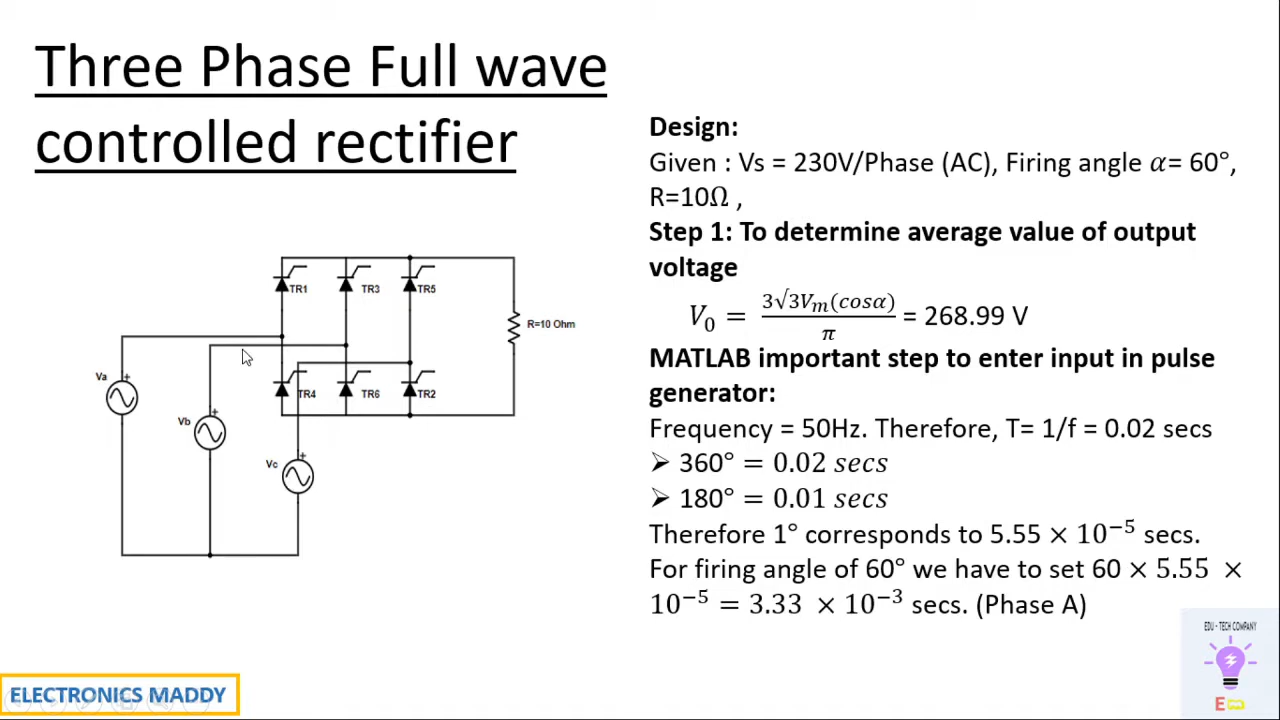 Three Phase Full wave
controlled rectifier
Design:
Given : Vs = 230V/Phase (AC), Firing angle 𝛼= 60°,
R=10Ω ,
Step 1: To determine average value of output
voltage
𝑉₀ = 3√3𝑉ₘ(𝑐𝑜𝑠𝛼)/𝜋 = 268.99 V
MATLAB important step to enter input in pulse
generator:
Frequency = 50Hz. Therefore, T= 1/f = 0.02 secs
➢ 360° = 0.02 𝑠𝑒𝑐𝑠
➢ 180° = 0.01 𝑠𝑒𝑐𝑠
Therefore 1° corresponds to 5.55 × 10⁻⁵ secs.
For firing angle of 60° we have to set 60 × 5.55 ×
10⁻⁵ = 3.33 × 10⁻³ secs. (Phase A)
TR1 TR3 TR5
R=10 Ohm
Va +
TR4 TR6 TR2
Vb +
Vc +
EDU - TECH COMPANY
E
ELECTRONICS MADDY